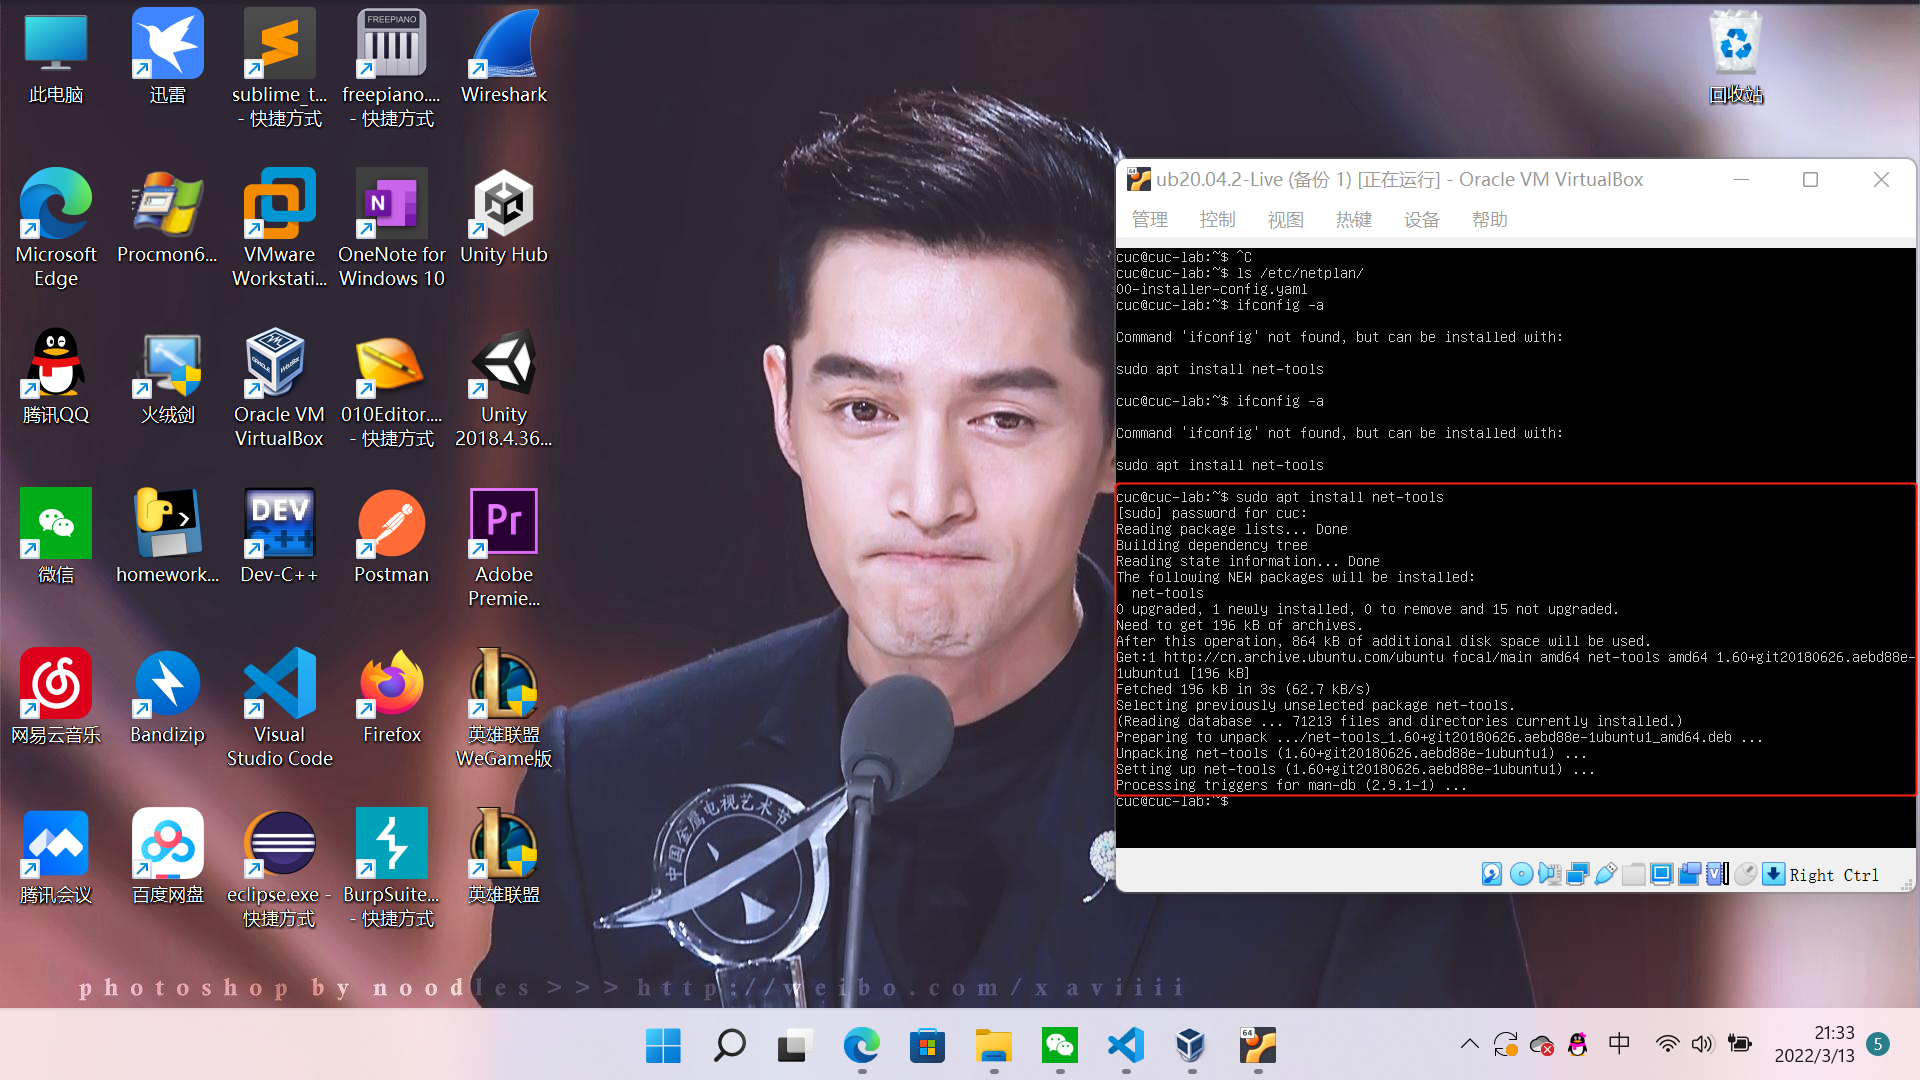 此电脑
迅雷
sublime_t...
- 快捷方式
FREEPIANO
freepiano....
- 快捷方式
Wireshark
回收站
Microsoft
Edge
Procmon6...
VMware
Workstati...
N
OneNote for
Windows 10
Unity Hub
腾讯QQ
火绒剑
Oracle VM
VirtualBox
010Editor....
- 快捷方式
Unity
2018.4.36...
微信
homework...
DEV
C++
Dev-C++
Postman
Pr
Adobe
Premie...
网易云音乐
Bandizip
Visual
Studio Code
Firefox
英雄联盟
WeGame版
腾讯会议
百度网盘
eclipse.exe -
快捷方式
BurpSuite...
- 快捷方式
英雄联盟
中国金鹰电视艺术节
photoshop by noodles >>> http://weibo.com/xaviiii
64
ub20.04.2-Live (备份 1) [正在运行] - Oracle VM VirtualBox
管理 控制 视图 热键 设备 帮助
cuc@cuc-lab:~$ ^C
cuc@cuc-lab:~$ ls /etc/netplan/
00-installer-config.yaml
cuc@cuc-lab:~$ ifconfig -a
Command 'ifconfig' not found, but can be installed with:
sudo apt install net-tools
cuc@cuc-lab:~$ ifconfig -a
Command 'ifconfig' not found, but can be installed with:
sudo apt install net-tools
cuc@cuc-lab:~$ sudo apt install net-tools
[sudo] password for cuc:
Reading package lists... Done
Building dependency tree
Reading state information... Done
The following NEW packages will be installed:
  net-tools
0 upgraded, 1 newly installed, 0 to remove and 15 not upgraded.
Need to get 196 kB of archives.
After this operation, 864 kB of additional disk space will be used.
Get:1 http://cn.archive.ubuntu.com/ubuntu focal/main amd64 net-tools amd64 1.60+git20180626.aebd88e-
1ubuntu1 [196 kB]
Fetched 196 kB in 3s (62.7 kB/s)
Selecting previously unselected package net-tools.
(Reading database ... 71213 files and directories currently installed.)
Preparing to unpack .../net-tools_1.60+git20180626.aebd88e-1ubuntu1_amd64.deb ...
Unpacking net-tools (1.60+git20180626.aebd88e-1ubuntu1) ...
Setting up net-tools (1.60+git20180626.aebd88e-1ubuntu1) ...
Processing triggers for man-db (2.9.1-1) ...
cuc@cuc-lab:~$
Right Ctrl
64
中
21:33
2022/3/13
5